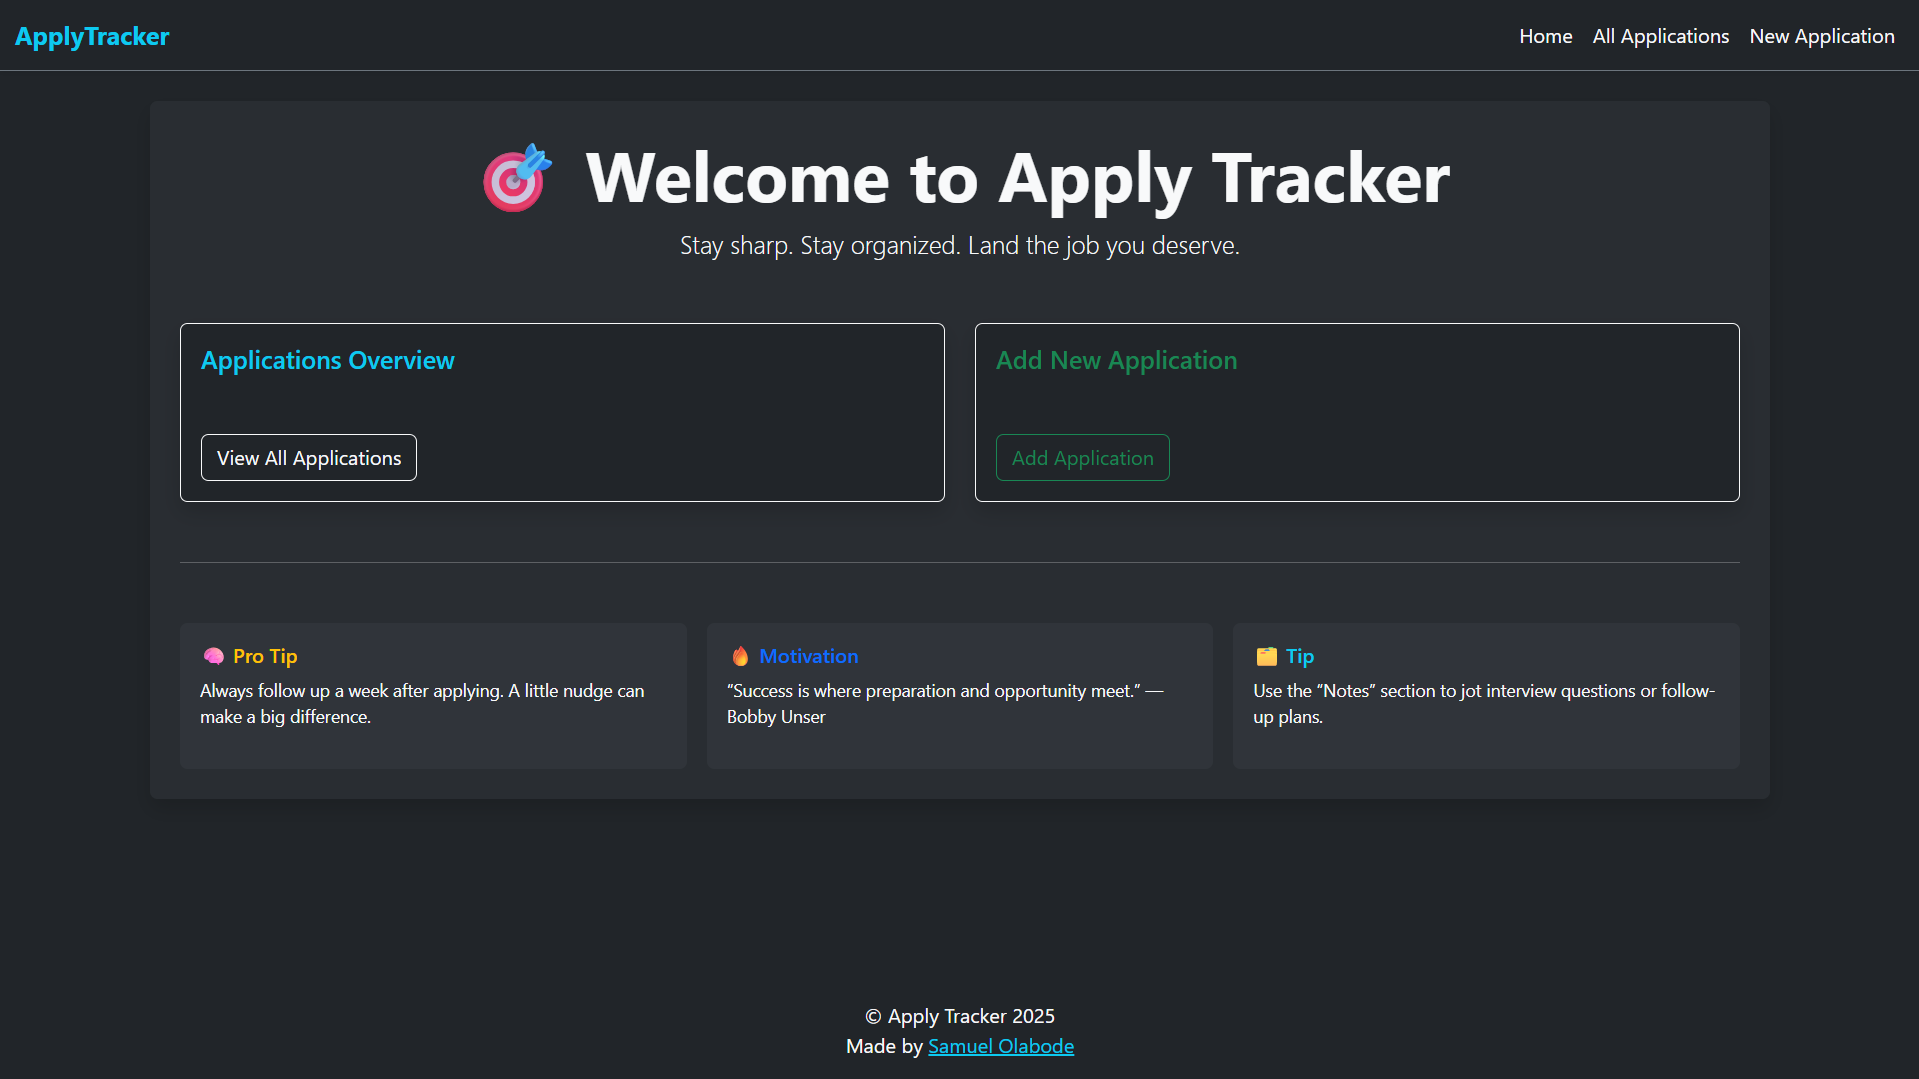 ApplyTracker
Home
All Applications
New Application
Welcome to Apply Tracker
Stay sharp. Stay organized. Land the job you deserve.
Applications Overview
View All Applications
Add New Application
Add Application
Pro Tip
Always follow up a week after applying. A little nudge can
make a big difference.
Motivation
“Success is where preparation and opportunity meet.” —
Bobby Unser
Tip
Use the “Notes” section to jot interview questions or follow-
up plans.
© Apply Tracker 2025
Made by Samuel Olabode